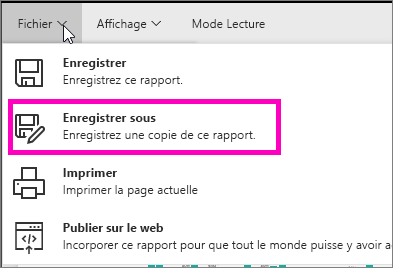 Fichier Affichage Mode Lecture
Enregistrer
Enregistrez ce rapport.
Enregistrer sous
Enregistrez une copie de ce rapport.
Imprimer
Imprimer la page actuelle
Publier sur le web
Incorporer ce rapport pour que tout le monde puisse y avoir a